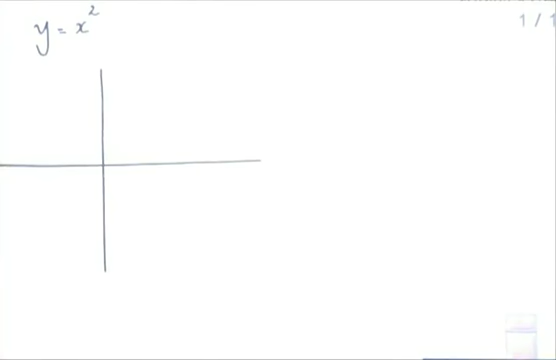 y = x²
1 / 1